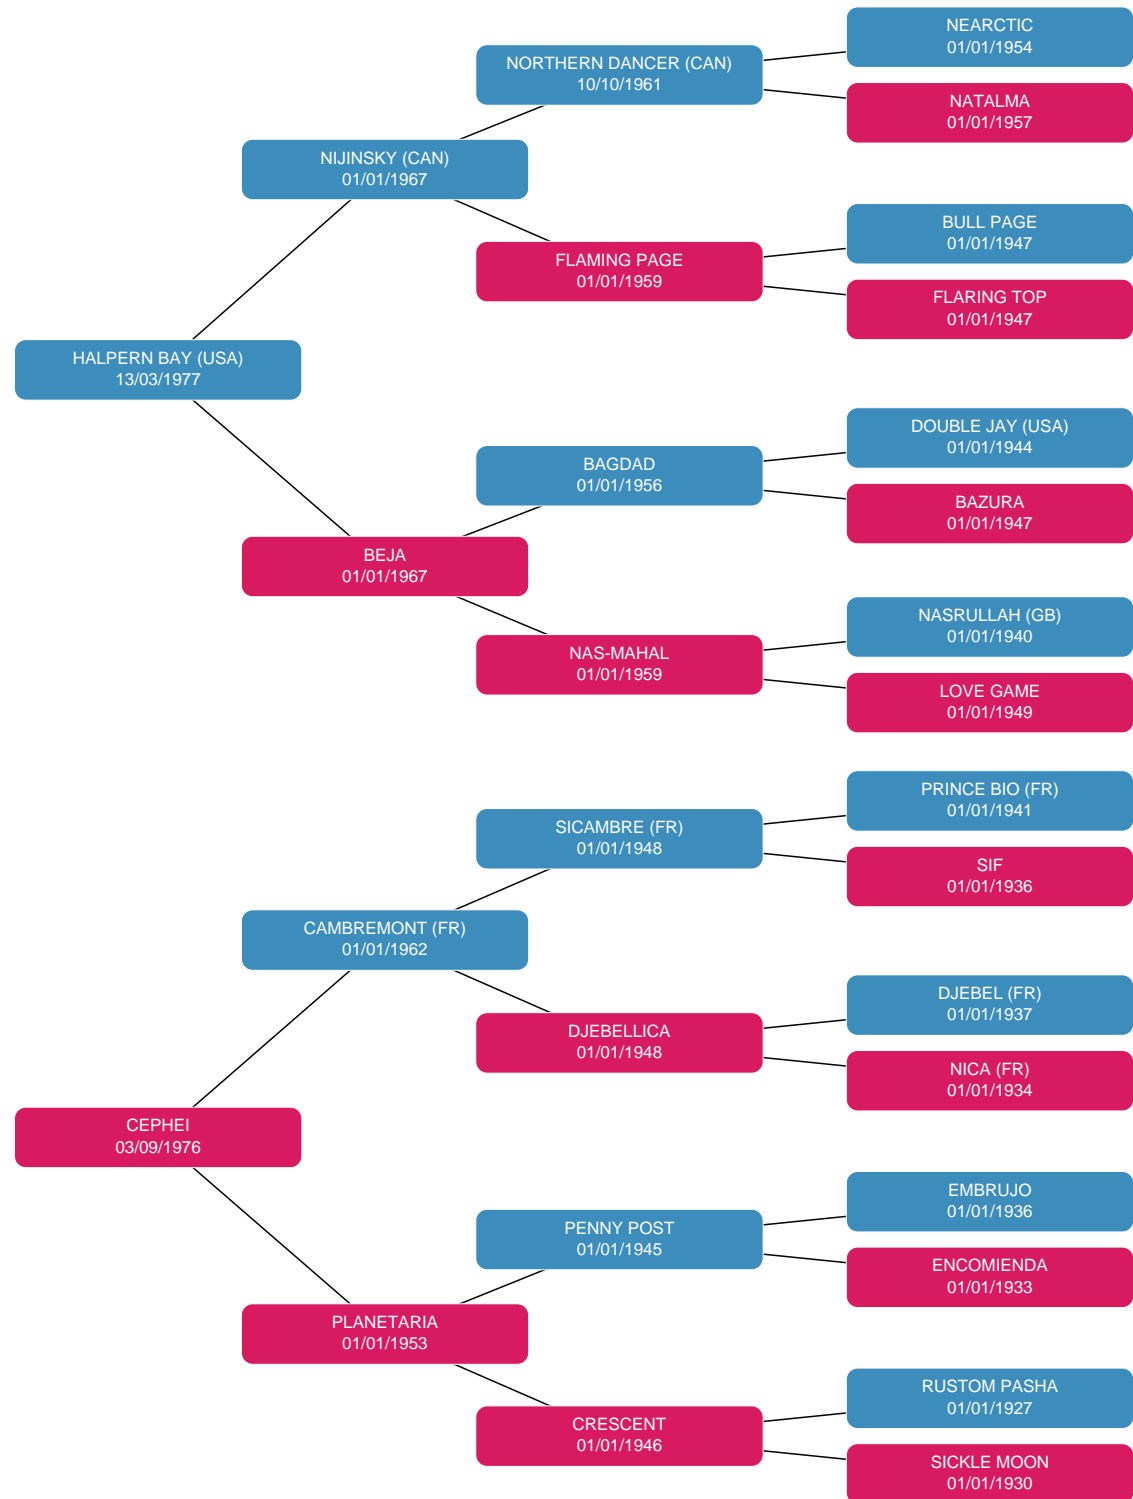 NEARCTIC
01/01/1954
NORTHERN DANCER (CAN)
10/10/1961
NATALMA
01/01/1957
NIJINSKY (CAN)
01/01/1967
BULL PAGE
01/01/1947
FLAMING PAGE
01/01/1959
FLARING TOP
01/01/1947
HALPERN BAY (USA)
13/03/1977
DOUBLE JAY (USA)
01/01/1944
BAGDAD
01/01/1956
BAZURA
01/01/1947
BEJA
01/01/1967
NASRULLAH (GB)
01/01/1940
NAS-MAHAL
01/01/1959
LOVE GAME
01/01/1949
PRINCE BIO (FR)
01/01/1941
SICAMBRE (FR)
01/01/1948
SIF
01/01/1936
CAMBREMONT (FR)
01/01/1962
DJEBEL (FR)
01/01/1937
DJEBELLICA
01/01/1948
NICA (FR)
01/01/1934
CEPHEI
03/09/1976
EMBRUJO
01/01/1936
PENNY POST
01/01/1945
ENCOMIENDA
01/01/1933
PLANETARIA
01/01/1953
RUSTOM PASHA
01/01/1927
CRESCENT
01/01/1946
SICKLE MOON
01/01/1930